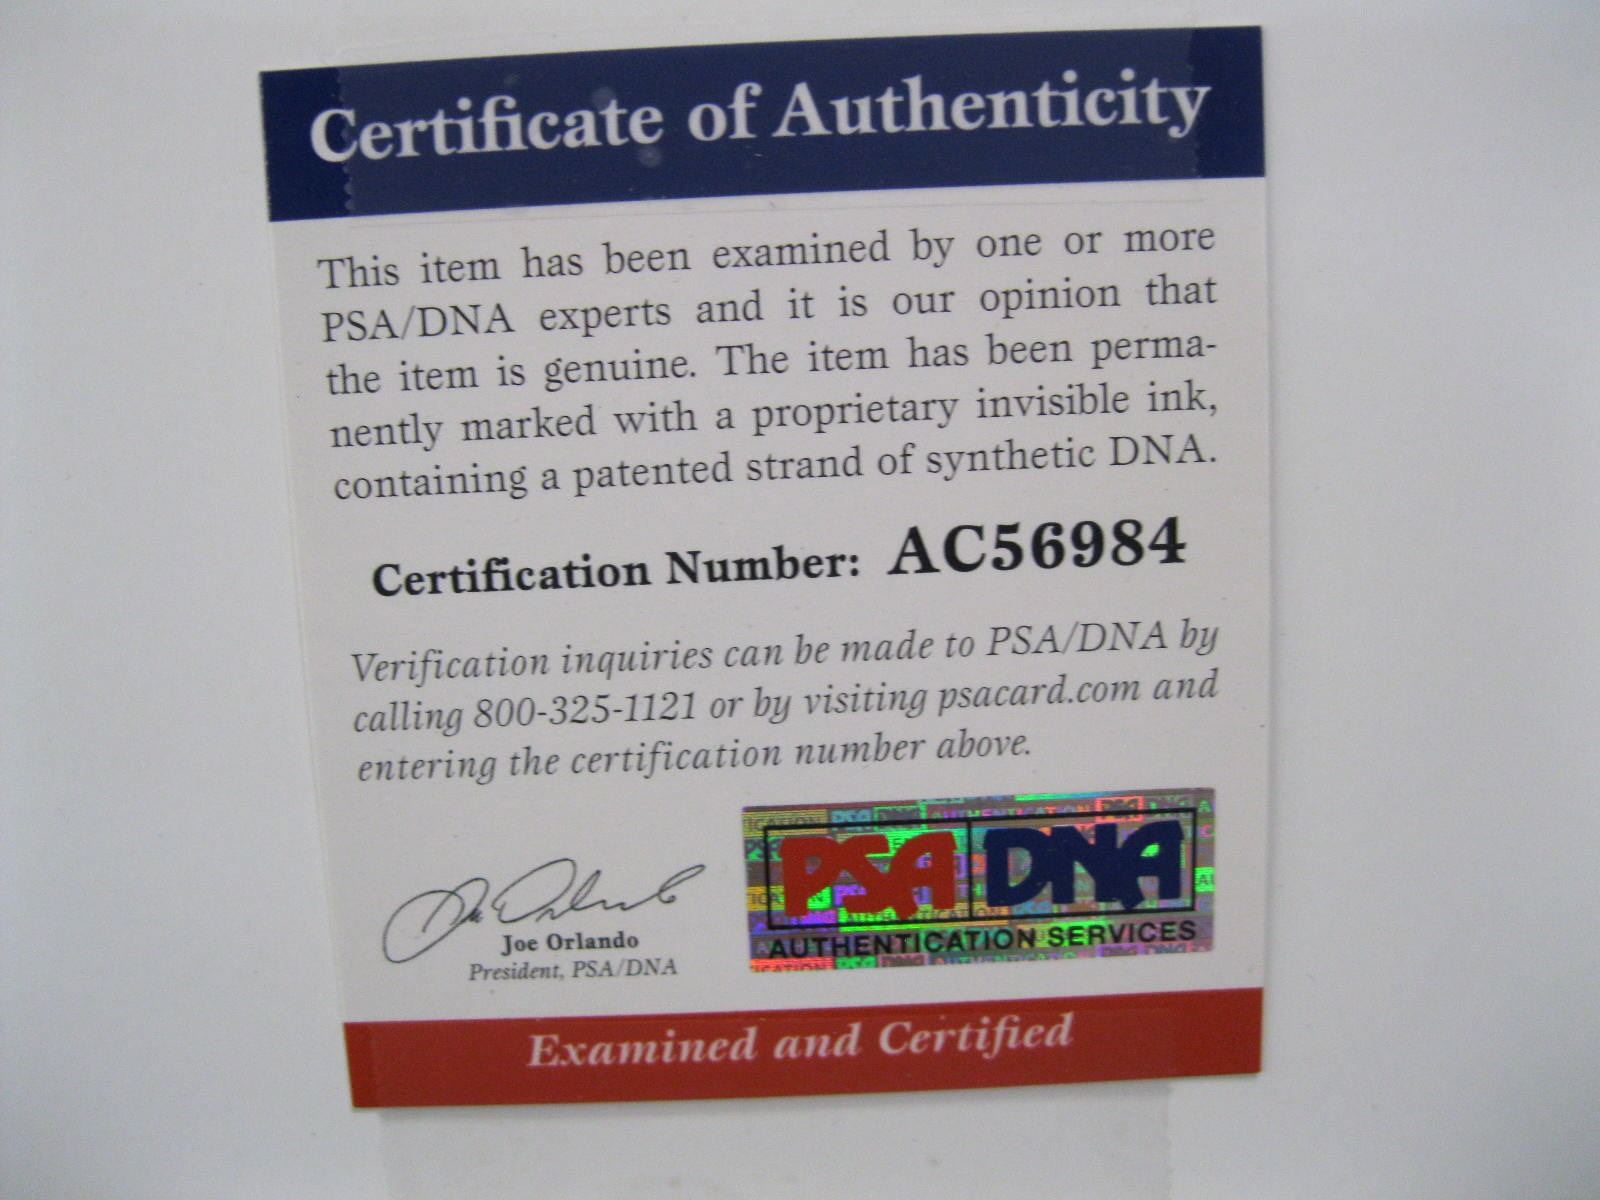 Certificate of Authenticity
This item has been examined by one or more
PSA/DNA experts and it is our opinion that
the item is genuine. The item has been perma-
nently marked with a proprietary invisible ink,
containing a patented strand of synthetic DNA.
Certification Number: AC56984
Verification inquiries can be made to PSA/DNA by
calling 800-325-1121 or by visiting psacard.com and
entering the certification number above.
Joe Orlando
President, PSA/DNA
PSA DNA
AUTHENTICATION SERVICES
Examined and Certified